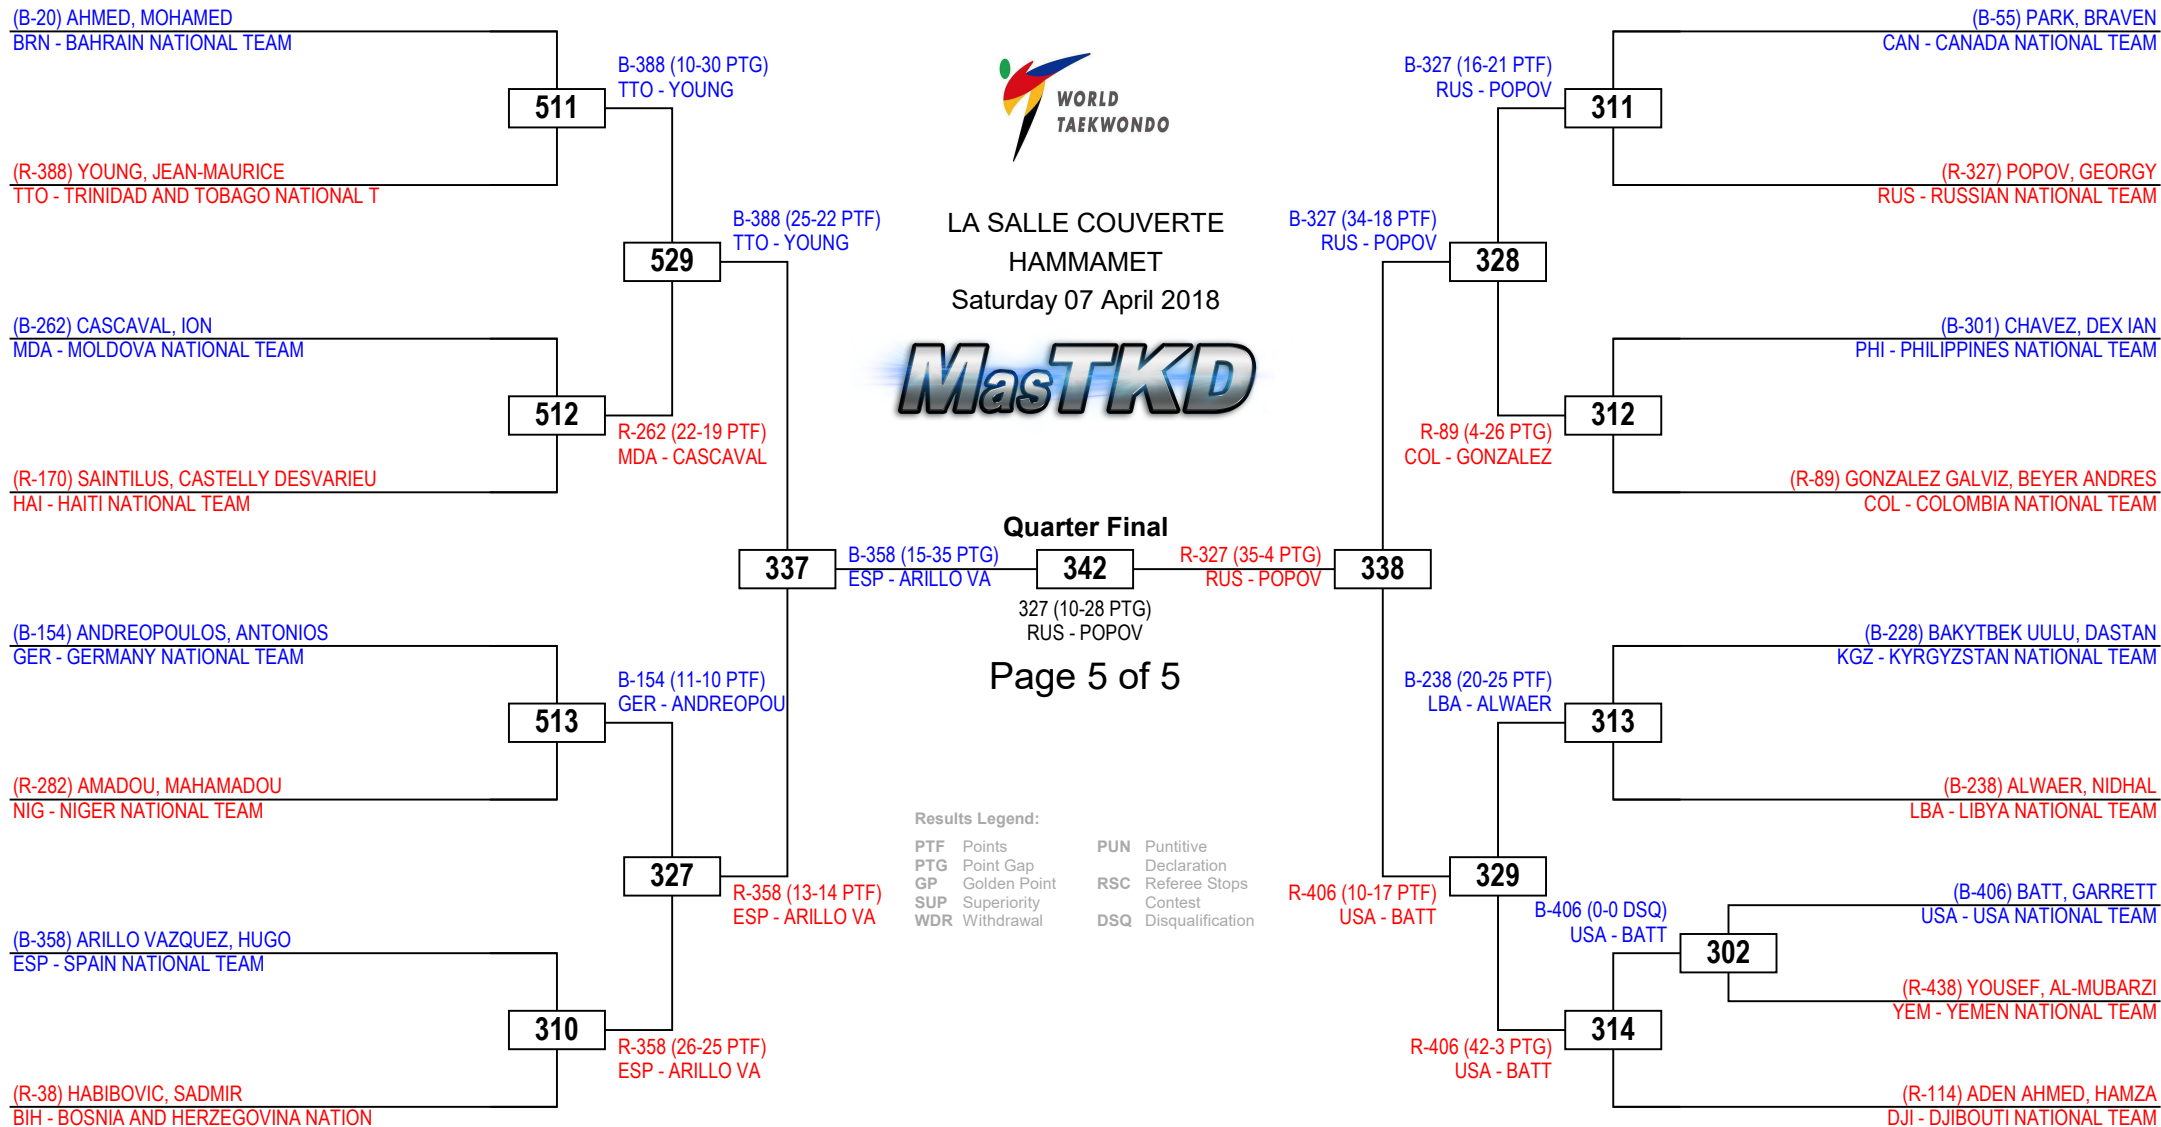 (B-20) AHMED, MOHAMED
BRN - BAHRAIN NATIONAL TEAM
B-388 (10-30 PTG)
TTO - YOUNG
511
(R-388) YOUNG, JEAN-MAURICE
TTO - TRINIDAD AND TOBAGO NATIONAL T
B-388 (25-22 PTF)
TTO - YOUNG
529
(B-262) CASCAVAL, ION
MDA - MOLDOVA NATIONAL TEAM
512
R-262 (22-19 PTF)
MDA - CASCAVAL
(R-170) SAINTILUS, CASTELLY DESVARIEU
HAI - HAITI NATIONAL TEAM
337
B-358 (15-35 PTG)
ESP - ARILLO VA
(B-154) ANDREOPOULOS, ANTONIOS
GER - GERMANY NATIONAL TEAM
B-154 (11-10 PTF)
GER - ANDREOPOU
513
(R-282) AMADOU, MAHAMADOU
NIG - NIGER NATIONAL TEAM
327
R-358 (13-14 PTF)
ESP - ARILLO VA
(B-358) ARILLO VAZQUEZ, HUGO
ESP - SPAIN NATIONAL TEAM
310
R-358 (26-25 PTF)
ESP - ARILLO VA
(R-38) HABIBOVIC, SADMIR
BIH - BOSNIA AND HERZEGOVINA NATION
WORLD
TAEKWONDO
LA SALLE COUVERTE
HAMMAMET
Saturday 07 April 2018
MasTKD
Quarter Final
342
327 (10-28 PTG)
RUS - POPOV
Page 5 of 5
Results Legend:
PTF Points
PTG Point Gap
GP Golden Point
SUP Superiority
WDR Withdrawal
PUN Puntitive
Declaration
RSC Referee Stops
Contest
DSQ Disqualification
(B-55) PARK, BRAVEN
CAN - CANADA NATIONAL TEAM
B-327 (16-21 PTF)
RUS - POPOV
311
(R-327) POPOV, GEORGY
RUS - RUSSIAN NATIONAL TEAM
B-327 (34-18 PTF)
RUS - POPOV
328
(B-301) CHAVEZ, DEX IAN
PHI - PHILIPPINES NATIONAL TEAM
312
R-89 (4-26 PTG)
COL - GONZALEZ
(R-89) GONZALEZ GALVIZ, BEYER ANDRES
COL - COLOMBIA NATIONAL TEAM
R-327 (35-4 PTG)
RUS - POPOV
338
(B-228) BAKYTBEK UULU, DASTAN
KGZ - KYRGYZSTAN NATIONAL TEAM
B-238 (20-25 PTF)
LBA - ALWAER
313
(B-238) ALWAER, NIDHAL
LBA - LIBYA NATIONAL TEAM
329
R-406 (10-17 PTF)
USA - BATT
(B-406) BATT, GARRETT
USA - USA NATIONAL TEAM
B-406 (0-0 DSQ)
USA - BATT
302
(R-438) YOUSEF, AL-MUBARZI
YEM - YEMEN NATIONAL TEAM
314
R-406 (42-3 PTG)
USA - BATT
(R-114) ADEN AHMED, HAMZA
DJI - DJIBOUTI NATIONAL TEAM